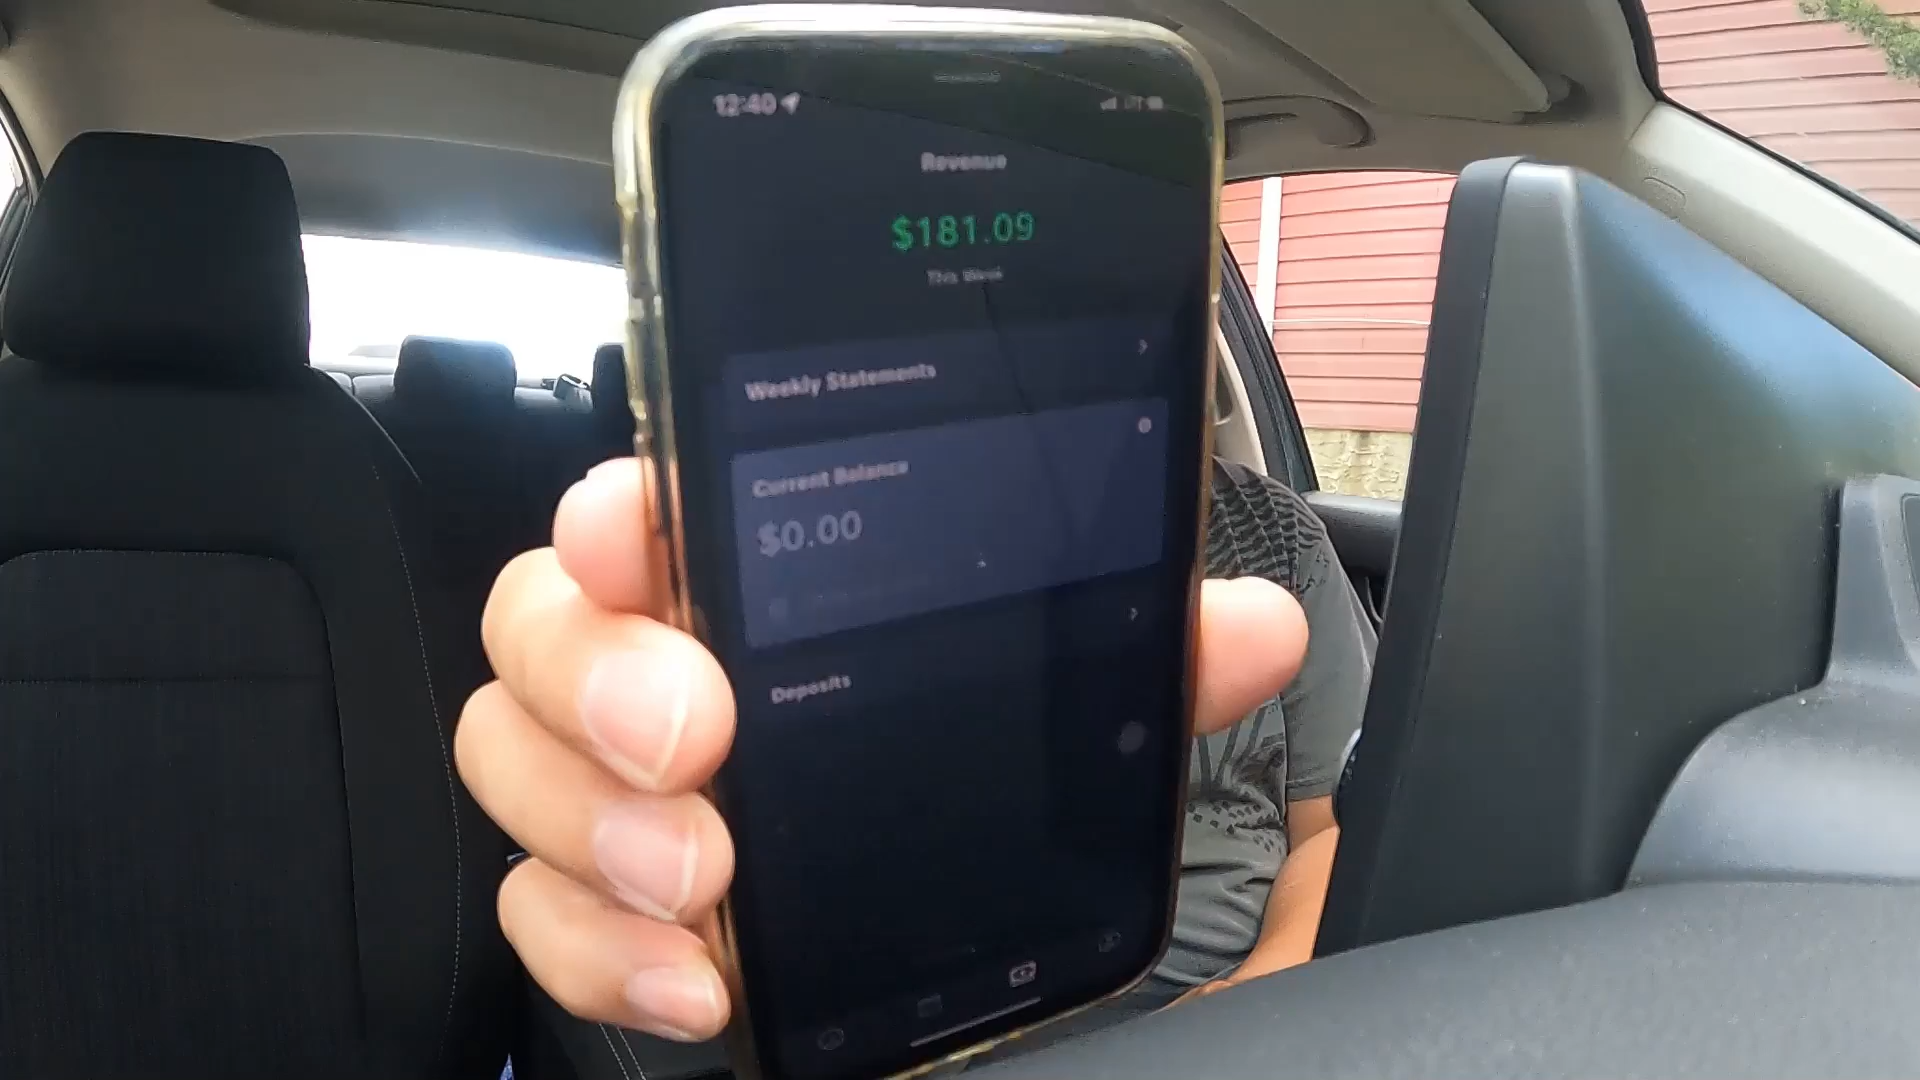 12:40
Revenue
$181.09
This Week
Weekly Statements
Current Balance
$0.00
Deposits